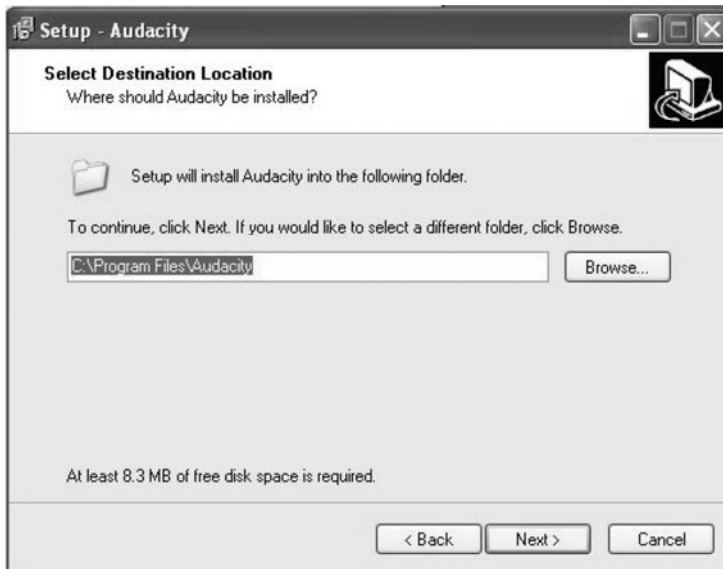 Setup - Audacity
Select Destination Location
Where should Audacity be installed?
Setup will install Audacity into the following folder.
To continue, click Next. If you would like to select a different folder, click Browse.
C:\Program Files\Audacity
Browse...
At least 8.3 MB of free disk space is required.
< Back
Next >
Cancel